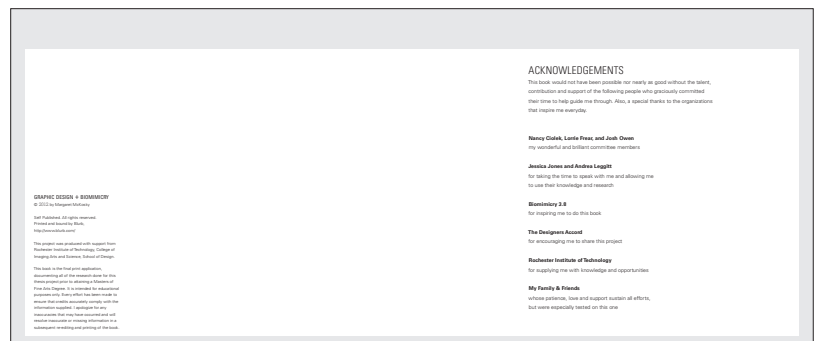 GRAPHIC DESIGN + BIOMIMICRY
© 2012 by Margaret McKosky
Self Published. All rights reserved.
Printed and bound by Blurb,
http://www.blurb.com/
This project was produced with support from
Rochester Institute of Technology, College of
Imaging Arts and Science, School of Design.
This book is the final print application,
documenting all of the research done for this
thesis project prior to attaining a Masters of
Fine Arts Degree. It is intended for educational
purposes only. Every effort has been made to
ensure that credits accurately comply with the
information supplied. I apologise for any
inaccuracies that may have occurred and will
resolve inaccurate or missing information in a
subsequent re-editing and printing of the book.
ACKNOWLEDGEMENTS
This book would not have been possible nor nearly as good without the talent,
contribution and support of the following people who graciously committed
their time to help guide me through. Also, a special thanks to the organizations
that inspire me everyday.
Nancy Ciolek, Lorrie Frear, and Josh Owen
my wonderful and brilliant committee members
Jessica Jones and Andrea Leggitt
for taking the time to speak with me and allowing me
to use their knowledge and research
Biomimicry 3.8
for inspiring me to do this book
The Designers Accord
for encouraging me to share this project
Rochester Institute of Technology
for supplying me with knowledge and opportunities
My Family & Friends
whose patience, love and support sustain all efforts,
but were especially tested on this one